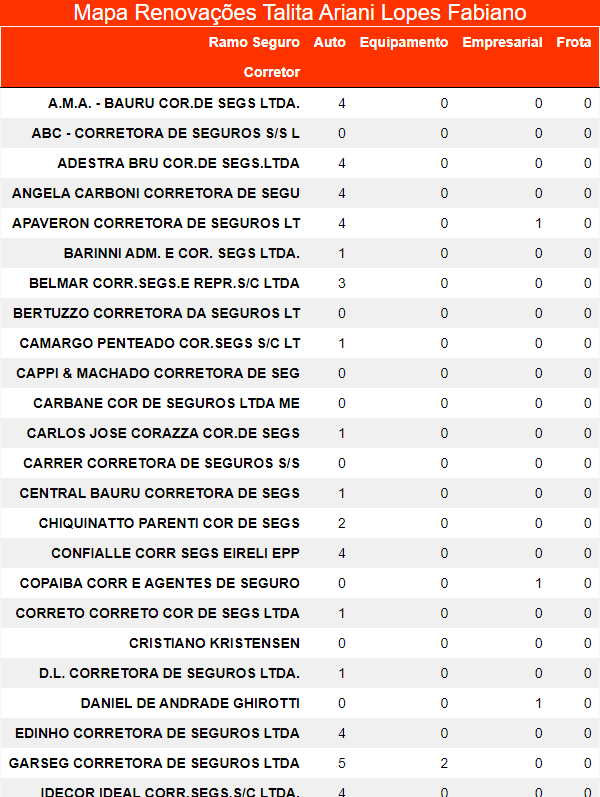 Mapa Renovações Talita Ariani Lopes Fabiano
Ramo Seguro Auto Equipamento Empresarial Frota
Corretor
A.M.A. - BAURU COR.DE SEGS LTDA. 4 0 0 0
ABC - CORRETORA DE SEGUROS S/S L 0 0 0 0
ADESTRA BRU COR.DE SEGS.LTDA 4 0 0 0
ANGELA CARBONI CORRETORA DE SEGU 4 0 0 0
APAVERON CORRETORA DE SEGUROS LT 4 0 1 0
BARINNI ADM. E COR. SEGS LTDA. 1 0 0 0
BELMAR CORR.SEGS.E REPR.S/C LTDA 3 0 0 0
BERTUZZO CORRETORA DA SEGUROS LT 0 0 0 0
CAMARGO PENTEADO COR.SEGS S/C LT 1 0 0 0
CAPPI & MACHADO CORRETORA DE SEG 0 0 0 0
CARBANE COR DE SEGUROS LTDA ME 0 0 0 0
CARLOS JOSE CORAZZA COR.DE SEGS 1 0 0 0
CARRER CORRETORA DE SEGUROS S/S 0 0 0 0
CENTRAL BAURU CORRETORA DE SEGS 1 0 0 0
CHIQUINATTO PARENTI COR DE SEGS 2 0 0 0
CONFIALLE CORR SEGS EIRELI EPP 4 0 0 0
COPAIBA CORR E AGENTES DE SEGURO 0 0 1 0
CORRETO CORRETO COR DE SEGS LTDA 1 0 0 0
CRISTIANO KRISTENSEN 0 0 0 0
D.L. CORRETORA DE SEGUROS LTDA. 1 0 0 0
DANIEL DE ANDRADE GHIROTTI 0 0 1 0
EDINHO CORRETORA DE SEGUROS LTDA 4 0 0 0
GARSEG CORRETORA DE SEGUROS LTDA 5 2 0 0
IDECOR IDEAL CORR.SEGS.S/C LTDA. 4 0 0 0